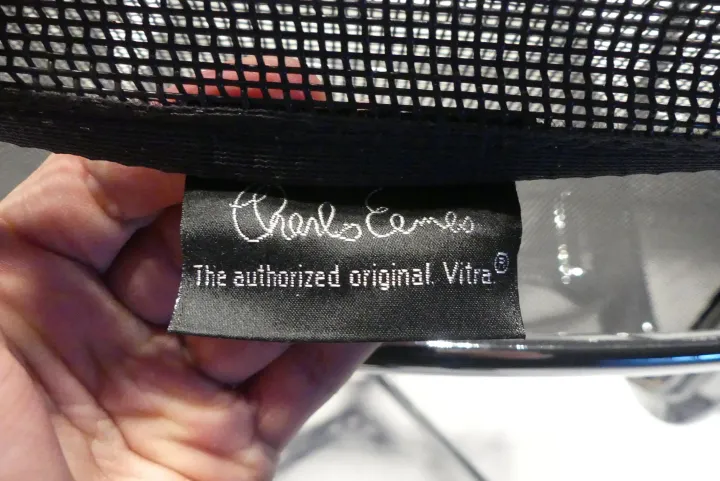 Charles Eames
The authorized original. Vitra.®